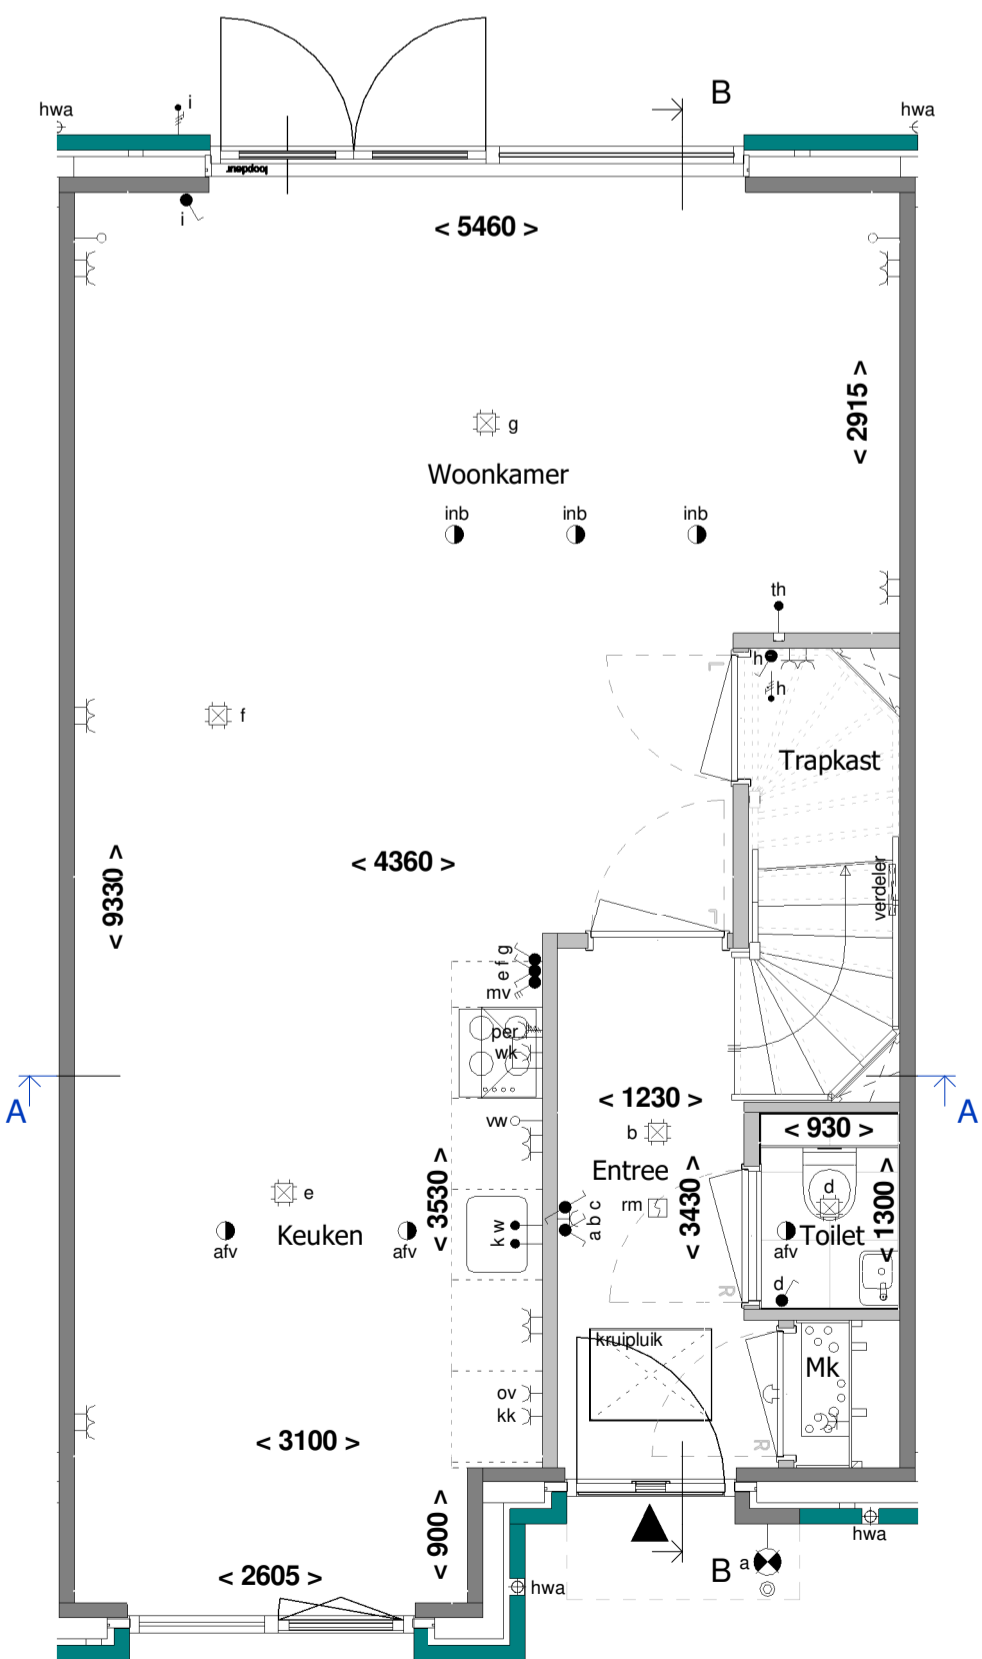 B
hwa
i
hwa
loopdeur
i
< 5460 >
< 2915 >
g
Woonkamer
inb
inb
inb
th
h
L
h
f
Trapkast
< 9330 >
< 4360 >
verdeler
L
e f g
mv
per
wk
A
A
< 1230 >
vw
b
< 930 >
Entree
d
e
rm
< 3530 >
k w
a b c
< 3430 >
< 1300 >
Keuken
afv
afv
afv
Toilet
d
R
kruipluik
Mk
ov
kk
< 3100 >
R
< 900 >
hwa
< 2605 >
B
a
hwa